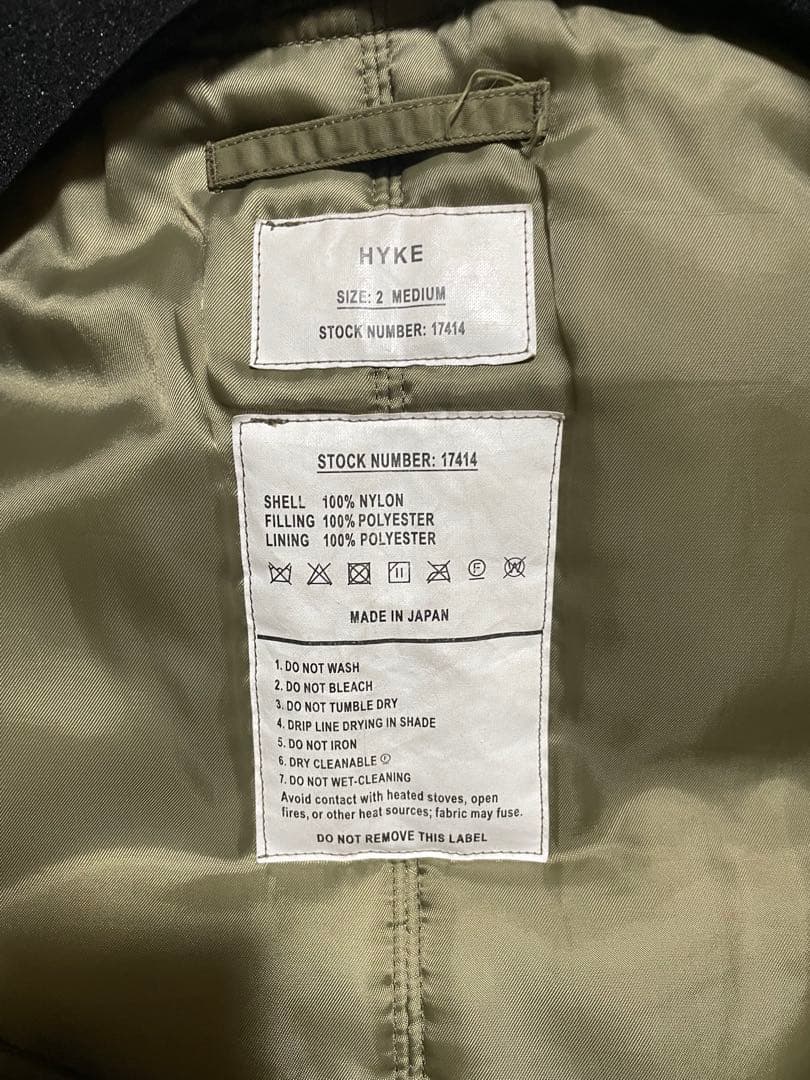 HYKE
SIZE: 2 MEDIUM
STOCK NUMBER: 17414
STOCK NUMBER: 17414
SHELL 100% NYLON
FILLING 100% POLYESTER
LINING 100% POLYESTER
F W
MADE IN JAPAN
1. DO NOT WASH
2. DO NOT BLEACH
3. DO NOT TUMBLE DRY
4. DRIP LINE DRYING IN SHADE
5. DO NOT IRON
6. DRY CLEANABLE Ⓕ
7. DO NOT WET-CLEANING
Avoid contact with heated stoves, open
fires, or other heat sources; fabric may fuse.
DO NOT REMOVE THIS LABEL